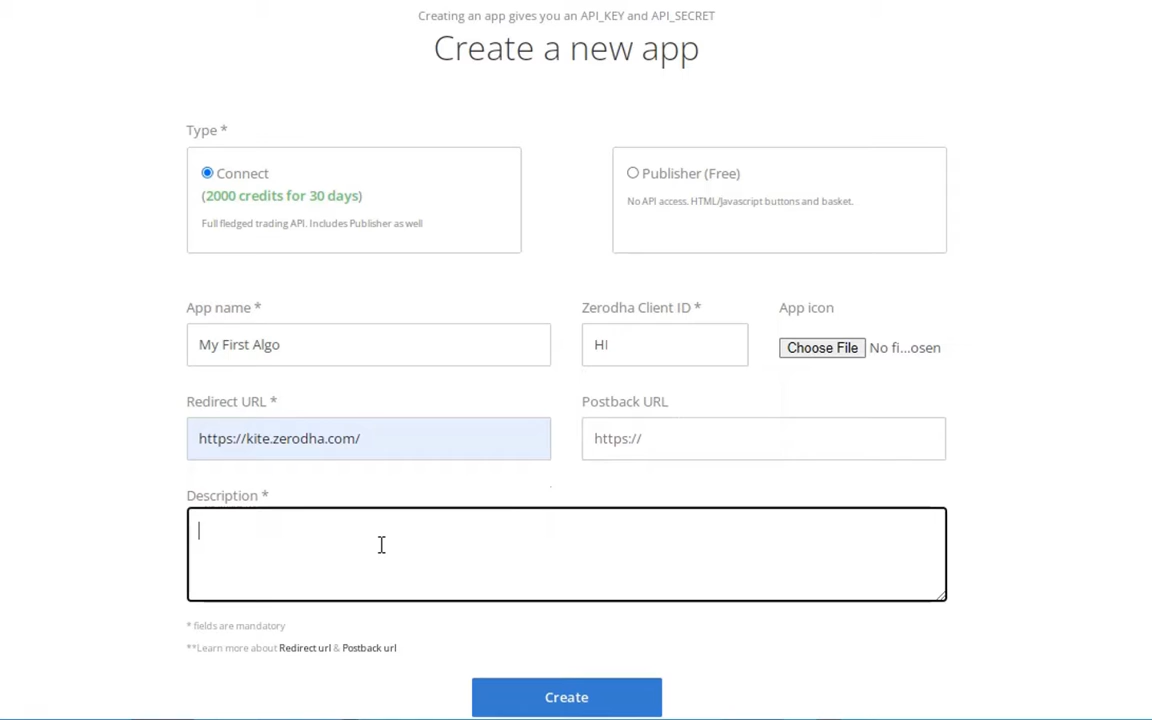 Creating an app gives you an API_KEY and API_SECRET
Create a new app
Type *
Connect
(2000 credits for 30 days)
Full fledged trading API. Includes Publisher as well
Publisher (Free)
No API access. HTML/Javascript buttons and basket.
App name *
My First Algo
Zerodha Client ID *
HI
App icon
Choose File No fi...osen
Redirect URL *
https://kite.zerodha.com/
Postback URL
https://
Description *
* fields are mandatory
**Learn more about Redirect url & Postback url
Create